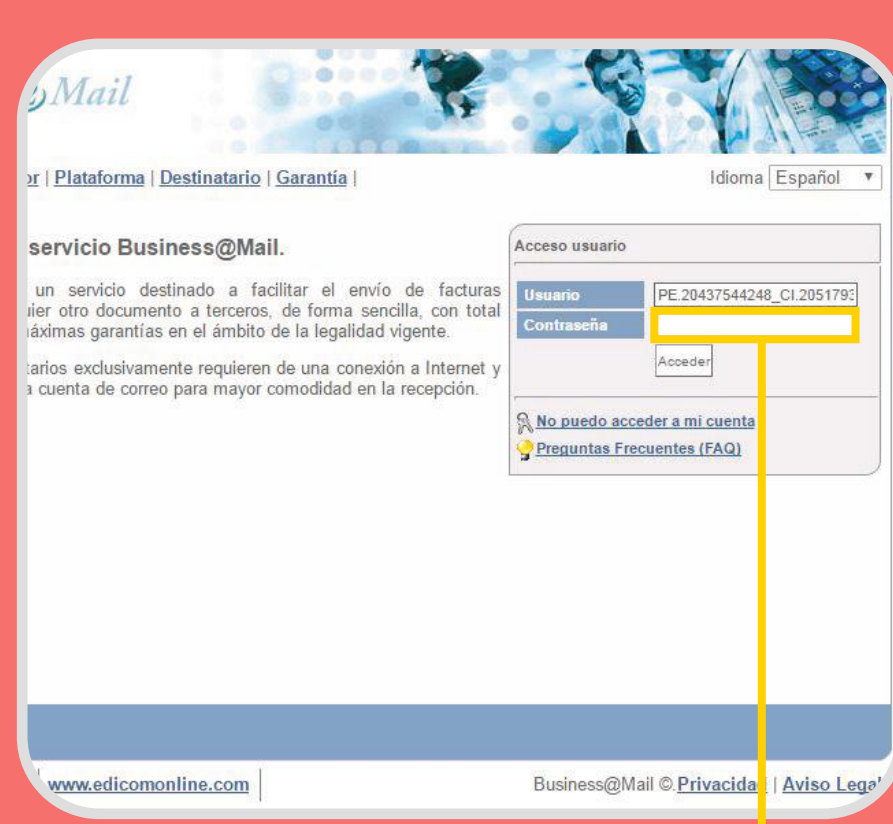 Mail
Plataforma | Destinatario | Garantía |
Idioma Español
servicio Business@Mail.
un servicio destinado a facilitar el envío de facturas
otro documento a terceros, de forma sencilla, con total
máximas garantías en el ámbito de la legalidad vigente.
exclusivamente requieren de una conexión a Internet y
a cuenta de correo para mayor comodidad en la recepción.
Acceso usuario
Usuario PE.20437544248_CI.2051793
Contraseña
Acceder
No puedo acceder a mi cuenta
Preguntas Frecuentes (FAQ)
www.edicomonline.com
Business@Mail © Privacidad | Aviso Legal